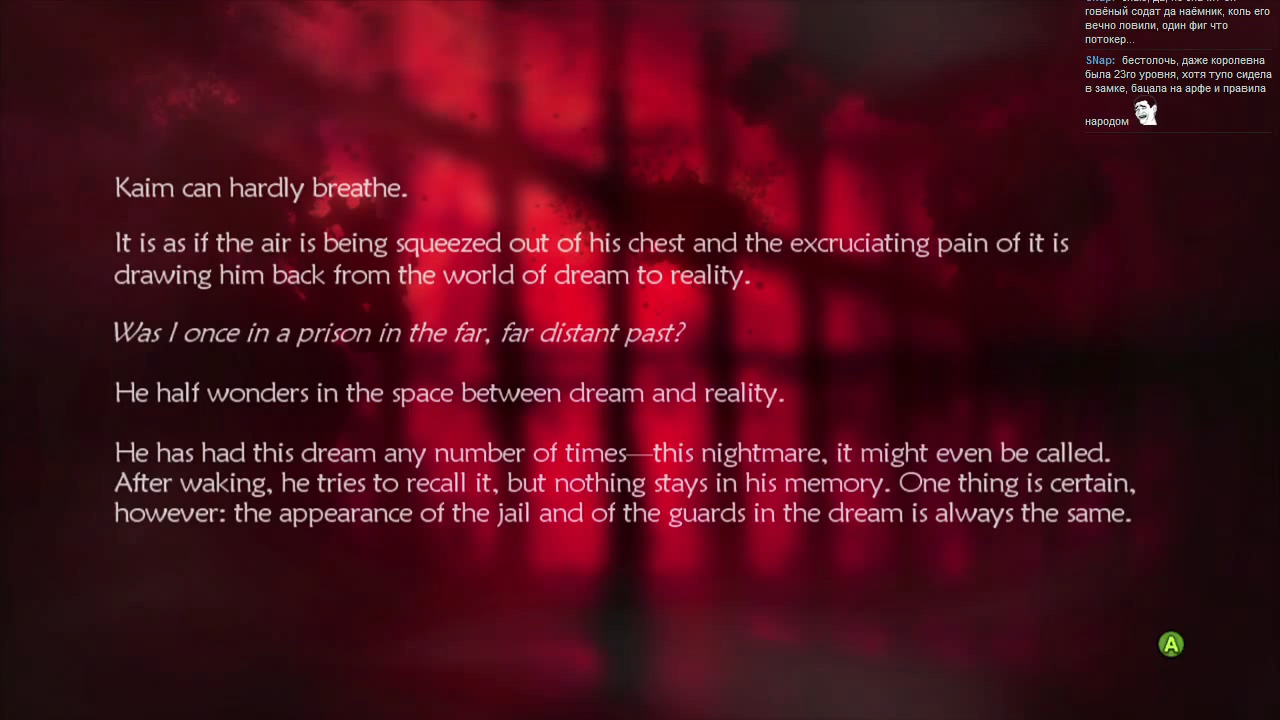 Kaim can hardly breathe.
It is as if the air is being squeezed out of his chest and the excruciating pain of it is
drawing him back from the world of dream to reality.
Was I once in a prison in the far, far distant past?
He half wonders in the space between dream and reality.
He has had this dream any number of times—this nightmare, it might even be called.
After waking, he tries to recall it, but nothing stays in his memory. One thing is certain,
however: the appearance of the jail and of the guards in the dream is always the same.
A
говёный содат да наёмник, коль его
вечно ловили, один фиг что
потокер...
SNap: бестолочь, даже королевна
была 23го уровня, хотя тупо сидела
в замке, бацала на арфе и правила
народом